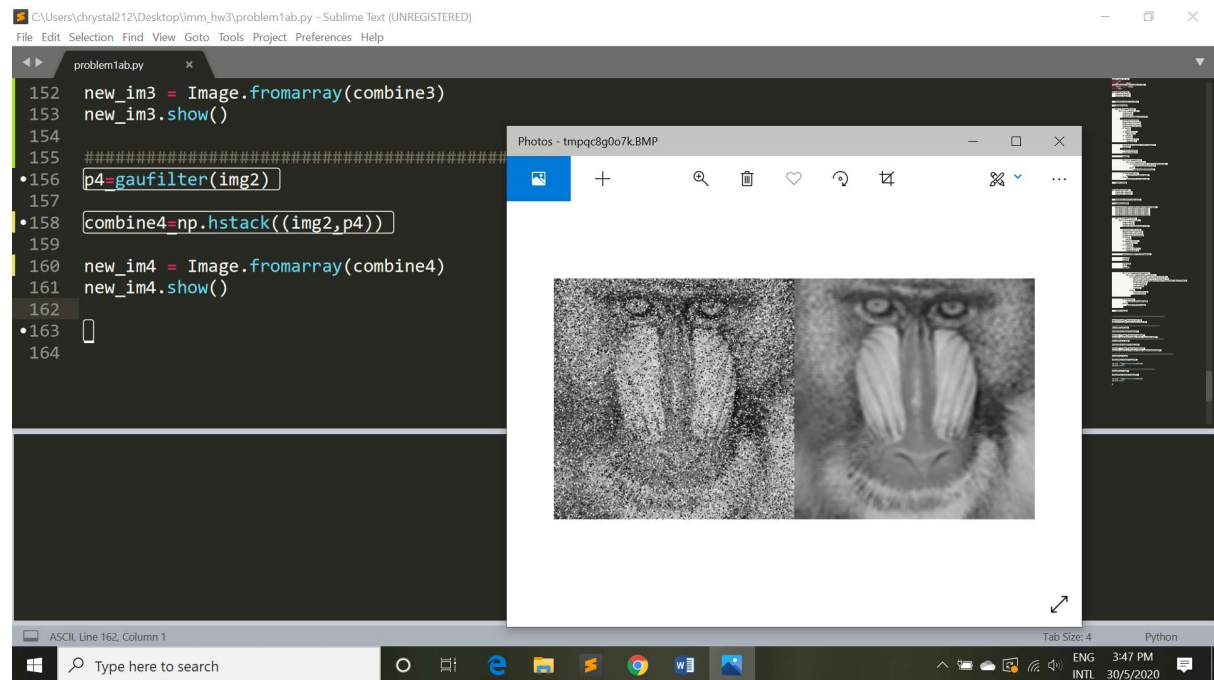 C:\Users\chrystal212\Desktop\imm_hw3\problem1ab.py - Sublime Text (UNREGISTERED)
File Edit Selection Find View Goto Tools Project Preferences Help
problem1ab.py ×
152 new_im3 = Image.fromarray(combine3)
153 new_im3.show()
154
155 ########################################
156 p4=gaufilter(img2)
157
158 combine4=np.hstack((img2,p4))
159
160 new_im4 = Image.fromarray(combine4)
161 new_im4.show()
162
163
164
Photos - tmpqc8g0o7k.BMP
ASCII, Line 162, Column 1
Tab Size: 4
Python
Type here to search
ENG
INTL
3:47 PM
30/5/2020